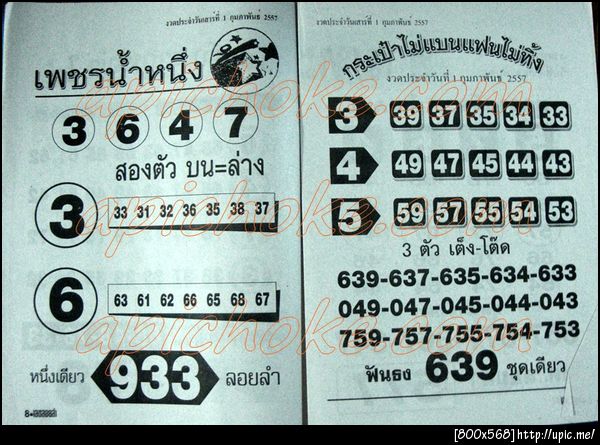 งวดประจำวันเสาร์ที่ 1 กุมภาพันธ์ 2557
เพชรน้ำหนึ่ง
3 6 4 7
สองตัว บน=ล่าง
3 33 31 32 36 35 38 37
6 63 61 62 66 65 68 67
หนึ่งเดียว 933 ลอยลำ
งวดประจำวันเสาร์ที่ 1 กุมภาพันธ์ 2557
กระเป๋าไม่แบนแฟนไม่ทิ้ง
งวดประจำวันที่ 1 กุมภาพันธ์ 2557
3 39 37 35 34 33
4 49 47 45 44 43
5 59 57 55 54 53
3 ตัว เต็ง-โต๊ด
639-637-635-634-633
049-047-045-044-043
759-757-755-754-753
ฟันธง 639 ชุดเดียว
apichoke.com
apichoke.com
apichoke.com
apichoke.com
[800x568]http://upic.me/